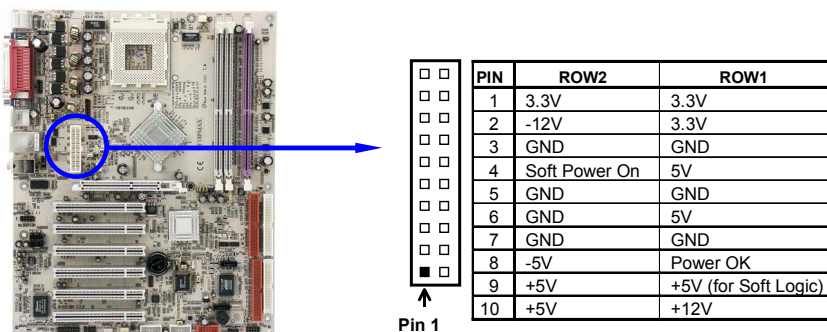 PIN ROW2 ROW1
1 3.3V 3.3V
2 -12V 3.3V
3 GND GND
4 Soft Power On 5V
5 GND GND
6 GND 5V
7 GND GND
8 -5V Power OK
9 +5V +5V (for Soft Logic)
10 +5V +12V
Pin 1